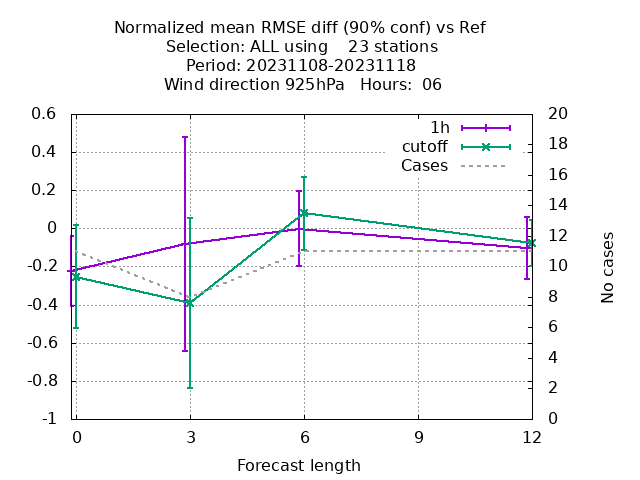 Normalized mean RMSE diff (90% conf) vs Ref
Selection: ALL using    23 stations
Period: 20231108-20231118
Wind direction 925hPa   Hours:  06
1h
cutoff
Cases
0.6
0.4
0.2
0
-0.2
-0.4
-0.6
-0.8
-1
20
18
16
14
12
10
8
6
4
2
0
No cases
0 3 6 9 12
Forecast length